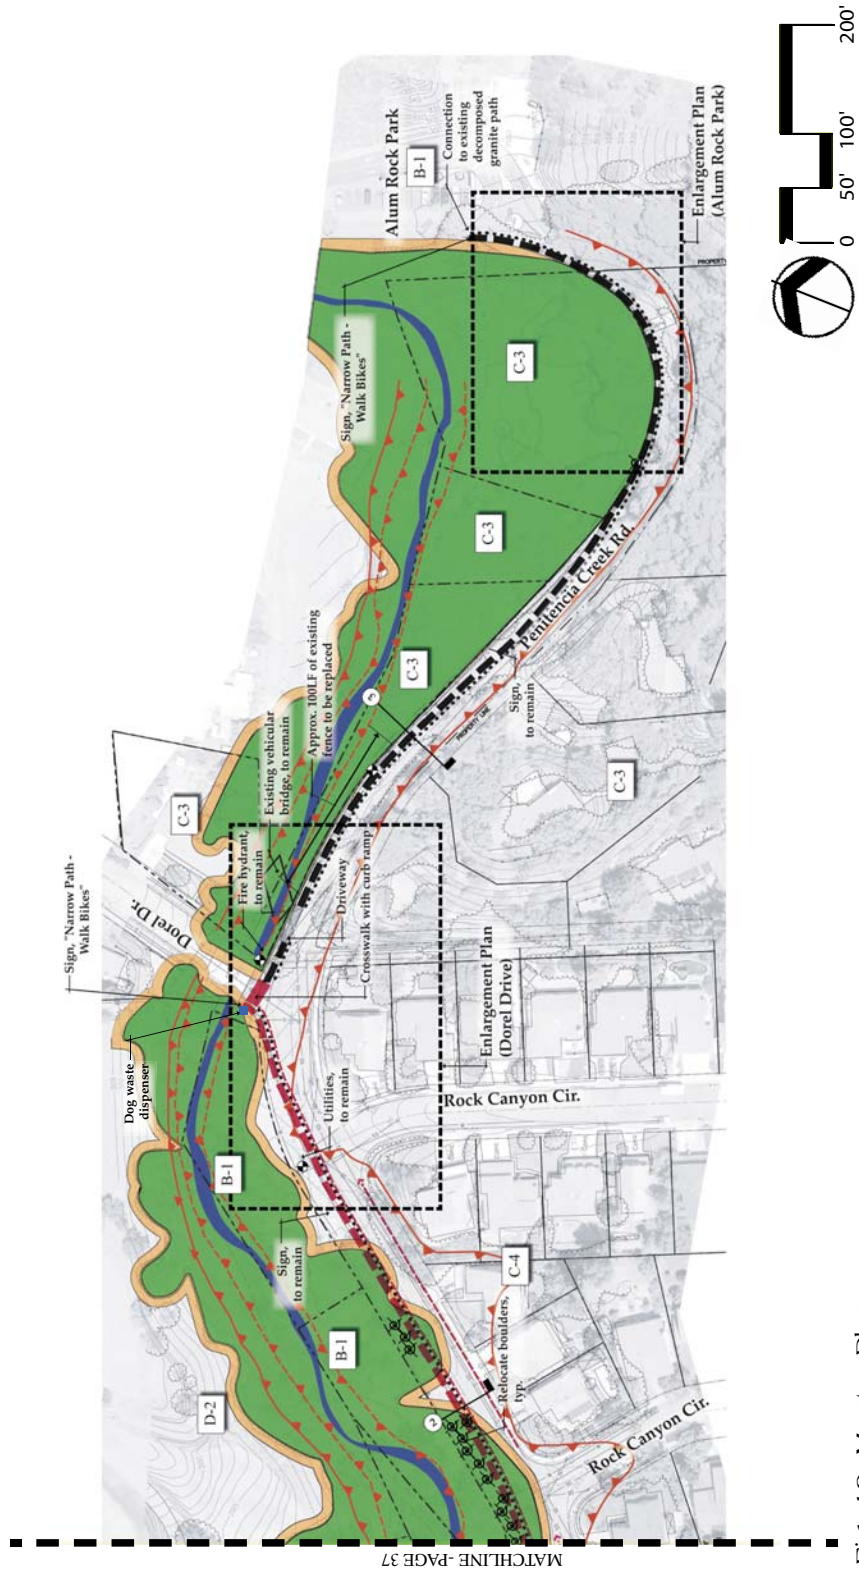 200'
100'
50'
0
Alum Rock Park
B-1
Connection
to existing
decomposed
granite path
Enlargement Plan
(Alum Rock Park)
Sign, "Narrow Path -
Walk Bikes"
C-3
PROPERT
C-3
Penitencia Creek Rd.
Sign,
to remain
PROPERTY LINE
C-3
C-3
3
Approx. 100LF of existing
fence to be replaced
Existing vehicular
bridge, to remain
Fire hydrant,
to remain
C-3
Driveway
Crosswalk with curb ramp
Dorel Dr.
Sign, "Narrow Path -
Walk Bikes"
Dog waste
dispenser
Enlargement Plan
(Dorel Drive)
Rock Canyon Cir.
Utilities,
to remain
B-1
Sign,
to remain
C-4
B-1
D-2
Relocate boulders,
typ.
2
Rock Canyon Cir.
MATCHLINE - PAGE 37